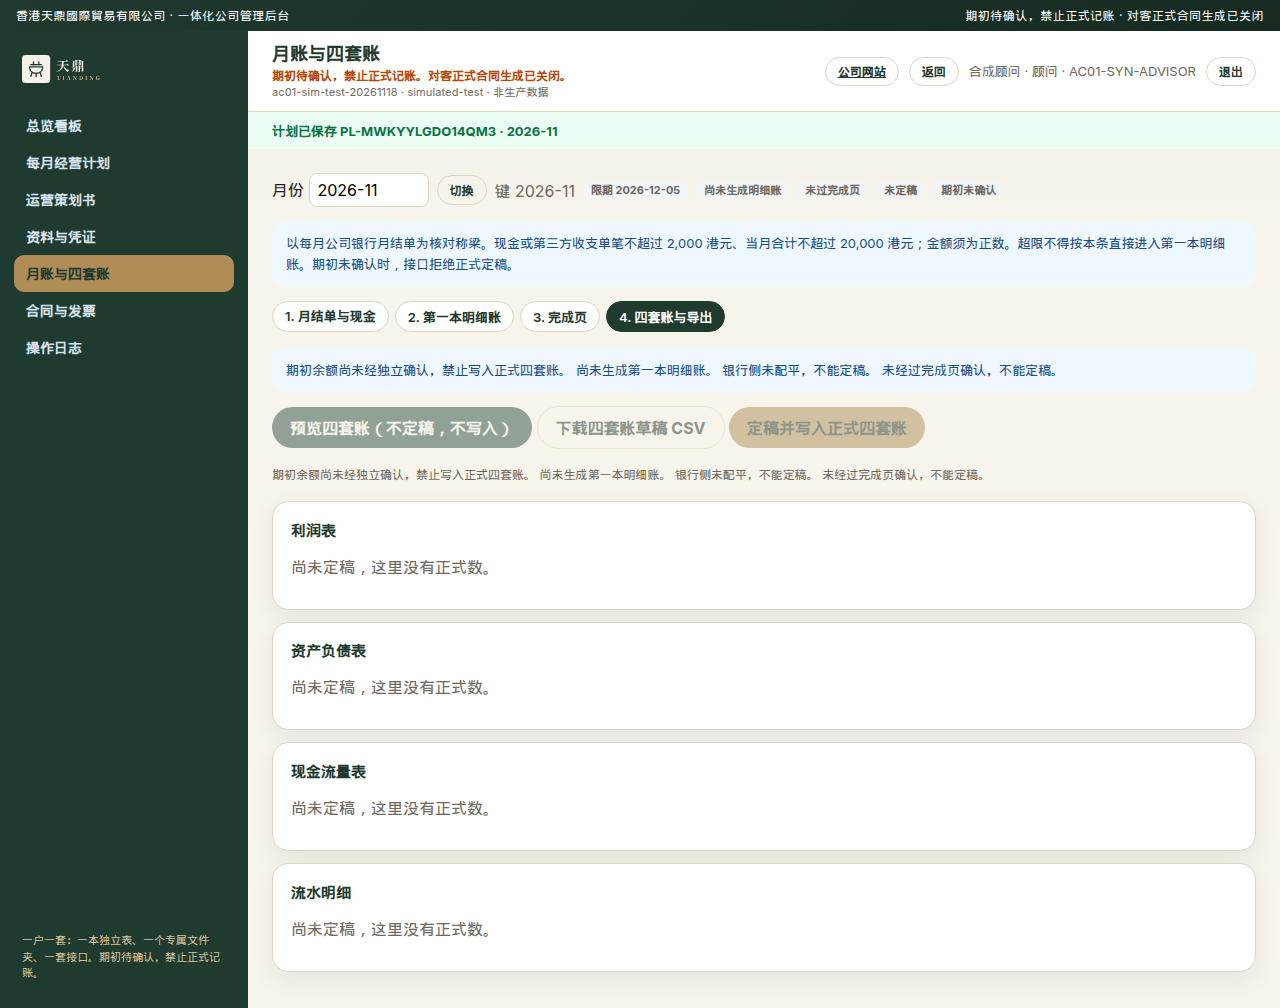 香港天鼎國際貿易有限公司 · 一体化公司管理后台
期初待确认，禁止正式记账 · 对客正式合同生成已关闭
天鼎
TIANDING
总览看板
每月经营计划
运营策划书
资料与凭证
月账与四套账
合同与发票
操作日志
一户一套：一本独立表、一个专属文件
夹、一套接口。期初待确认，禁止正式记
账。
月账与四套账
期初待确认，禁止正式记账。对客正式合同生成已关闭。
ac01-sim-test-20261118 · simulated-test · 非生产数据
公司网站
返回
合成顾问 · 顾问 · AC01-SYN-ADVISOR
退出
计划已保存 PL-MWKYYLGDO14QM3 · 2026-11
月份 2026-11 切换 键 2026-11 限期 2026-12-05 尚未生成明细账 未过完成页 未定稿 期初未确认
以每月公司银行月结单为核对称梁。现金或第三方收支单笔不超过 2,000 港元、当月合计不超过 20,000 港元；金额须为正数。超限不得按本条直接进入第一本明细
账。期初未确认时，接口拒绝正式定稿。
1. 月结单与现金
2. 第一本明细账
3. 完成页
4. 四套账与导出
期初余额尚未经独立确认，禁止写入正式四套账。 尚未生成第一本明细账。 银行侧未配平，不能定稿。 未经过完成页确认，不能定稿。
预览四套账（不定稿，不写入）
下载四套账草稿 CSV
定稿并写入正式四套账
期初余额尚未经独立确认，禁止写入正式四套账。 尚未生成第一本明细账。 银行侧未配平，不能定稿。 未经过完成页确认，不能定稿。
利润表
尚未定稿，这里没有正式数。
资产负债表
尚未定稿，这里没有正式数。
现金流量表
尚未定稿，这里没有正式数。
流水明细
尚未定稿，这里没有正式数。